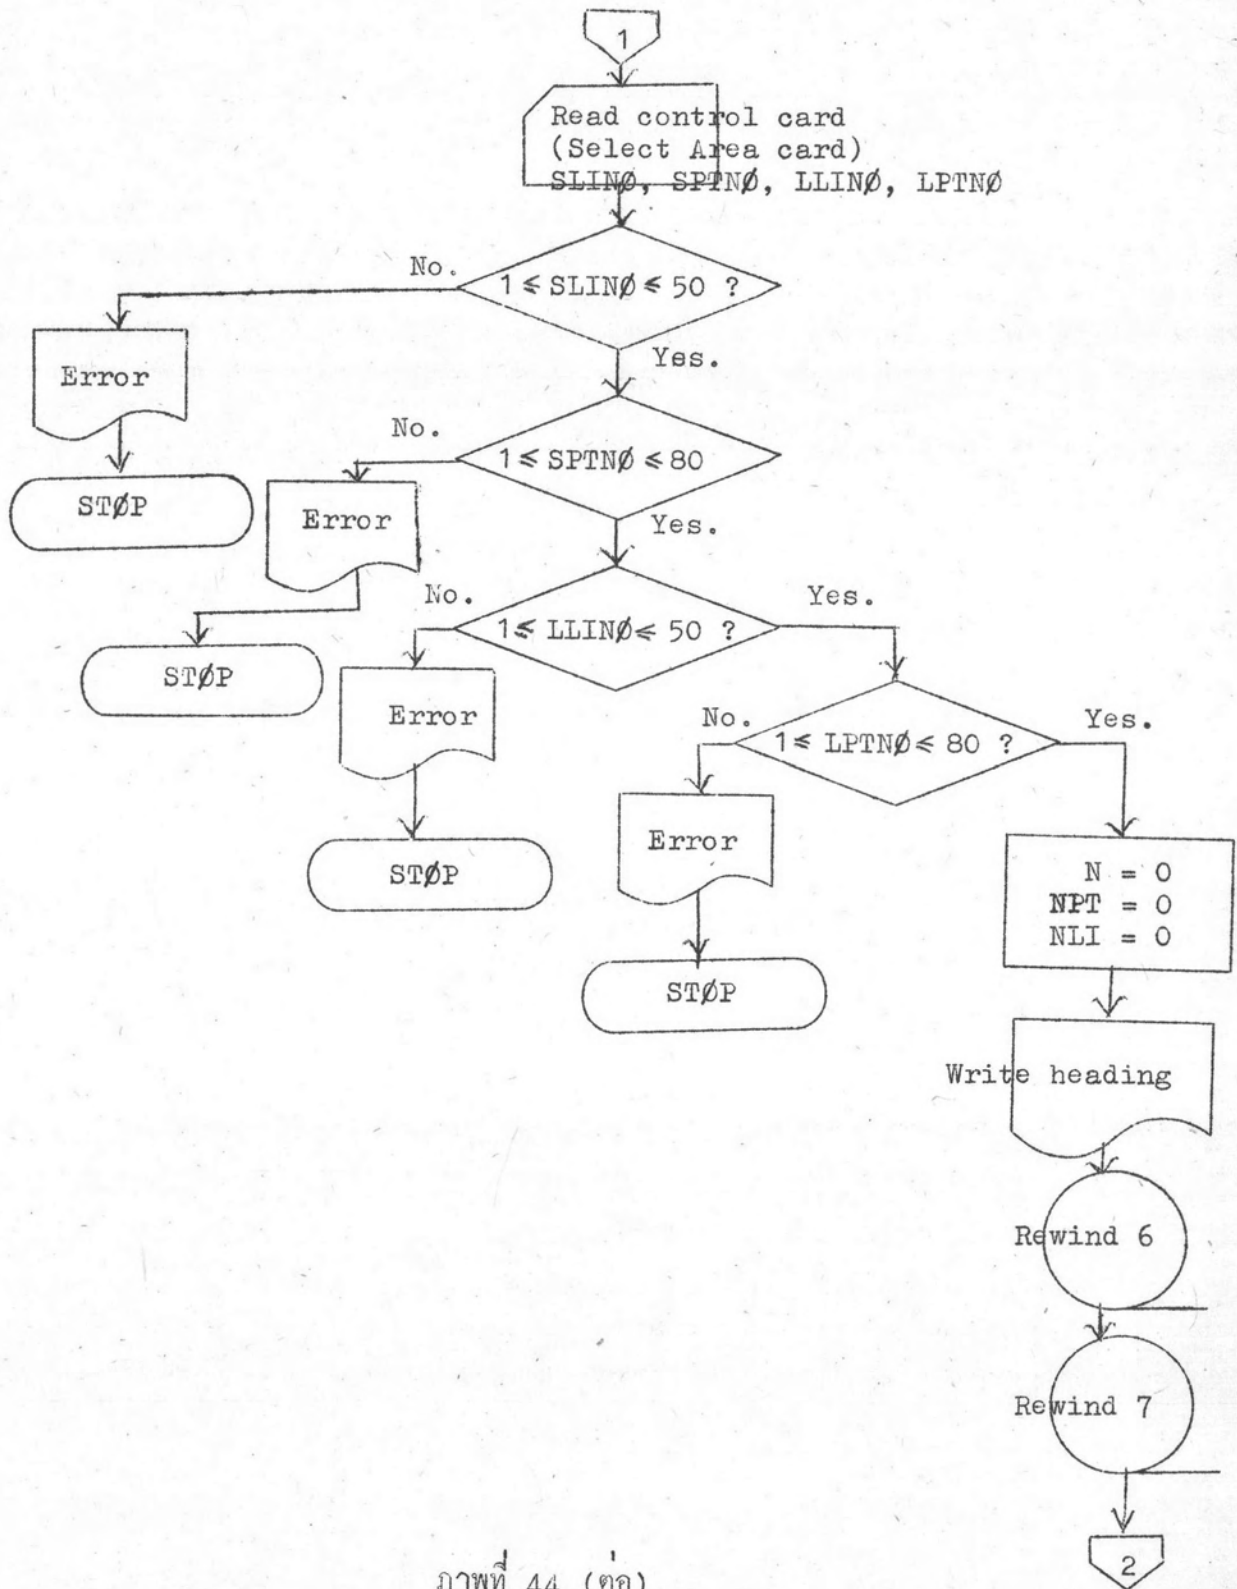 1
Read control card
(Select Area card)
SLINØ, SPTNØ, LLINØ, LPTNØ
No.
1 ≤ SLINØ ≤ 50 ?
Yes.
Error
STØP
No.
1 ≤ SPTNØ ≤ 80
Yes.
Error
STØP
No.
1 ≤ LLINØ ≤ 50 ?
Yes.
Error
STØP
No.
1 ≤ LPTNØ ≤ 80 ?
Yes.
Error
STØP
N = 0
NPT = 0
NLI = 0
Write heading
Rewind 6
Rewind 7
2
ภาพที่ 44 (ต่อ)